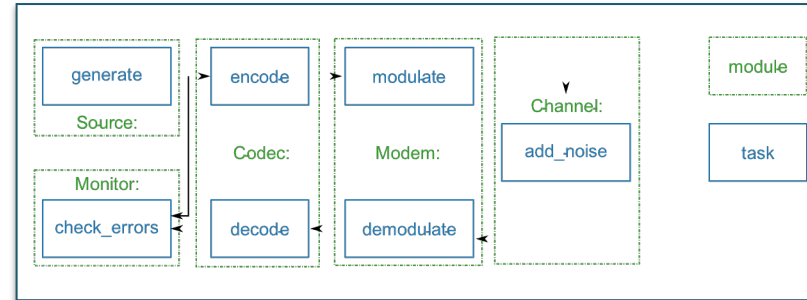 generate
encode
modulate
Source:
Channel:
module
Codec:
Modem:
add_noise
task
Monitor:
check_errors
decode
demodulate